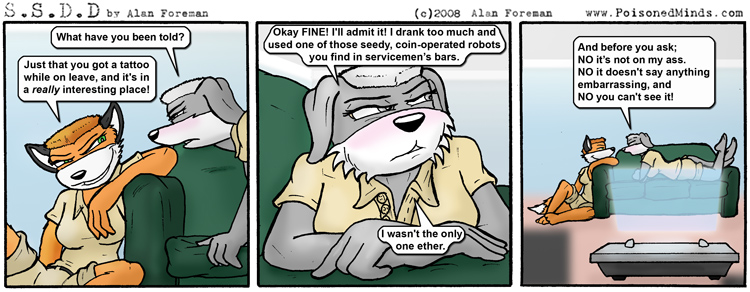 S.S.D.D by Alan Foreman
(c)2008 Alan Foreman
www.PoisonedMinds.com
What have you been told?
Just that you got a tattoo
while on leave, and it's in
a really interesting place!
Okay FINE! I'll admit it! I drank too much and
used one of those seedy, coin-operated robots
you find in servicemen's bars.
I wasn't the only
one ether.
And before you ask;
NO it's not on my ass.
NO it doesn't say anything
embarrassing, and
NO you can't see it!